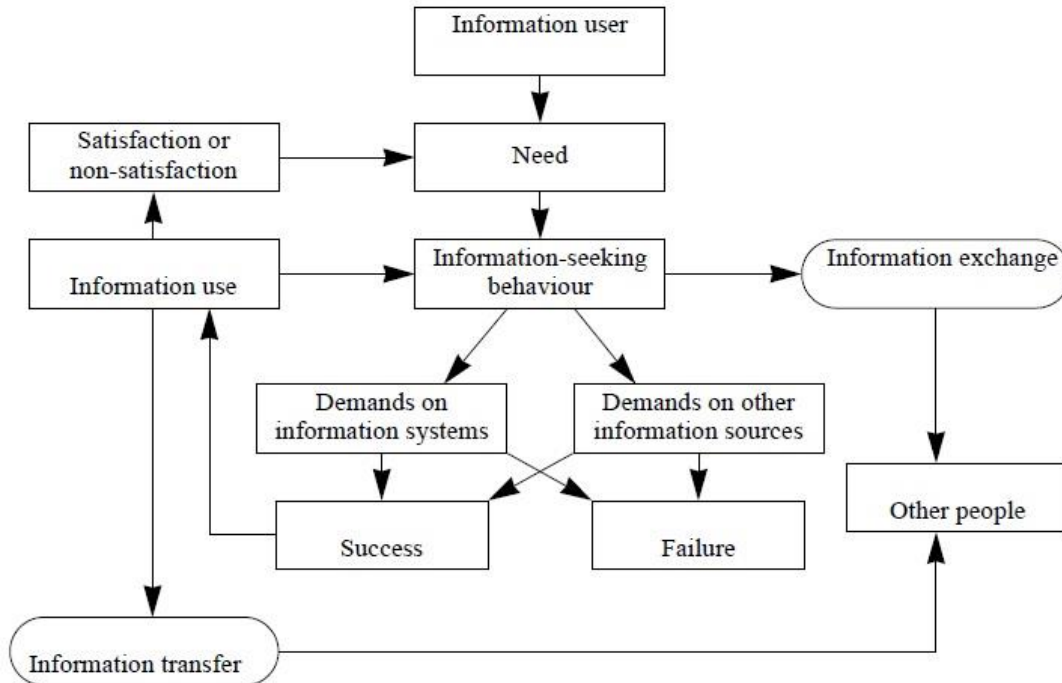 Information user
Satisfaction or
non-satisfaction
Need
Information use
Information-seeking
behaviour
Information exchange
Demands on
information systems
Demands on other
information sources
Other people
Success
Failure
Information transfer